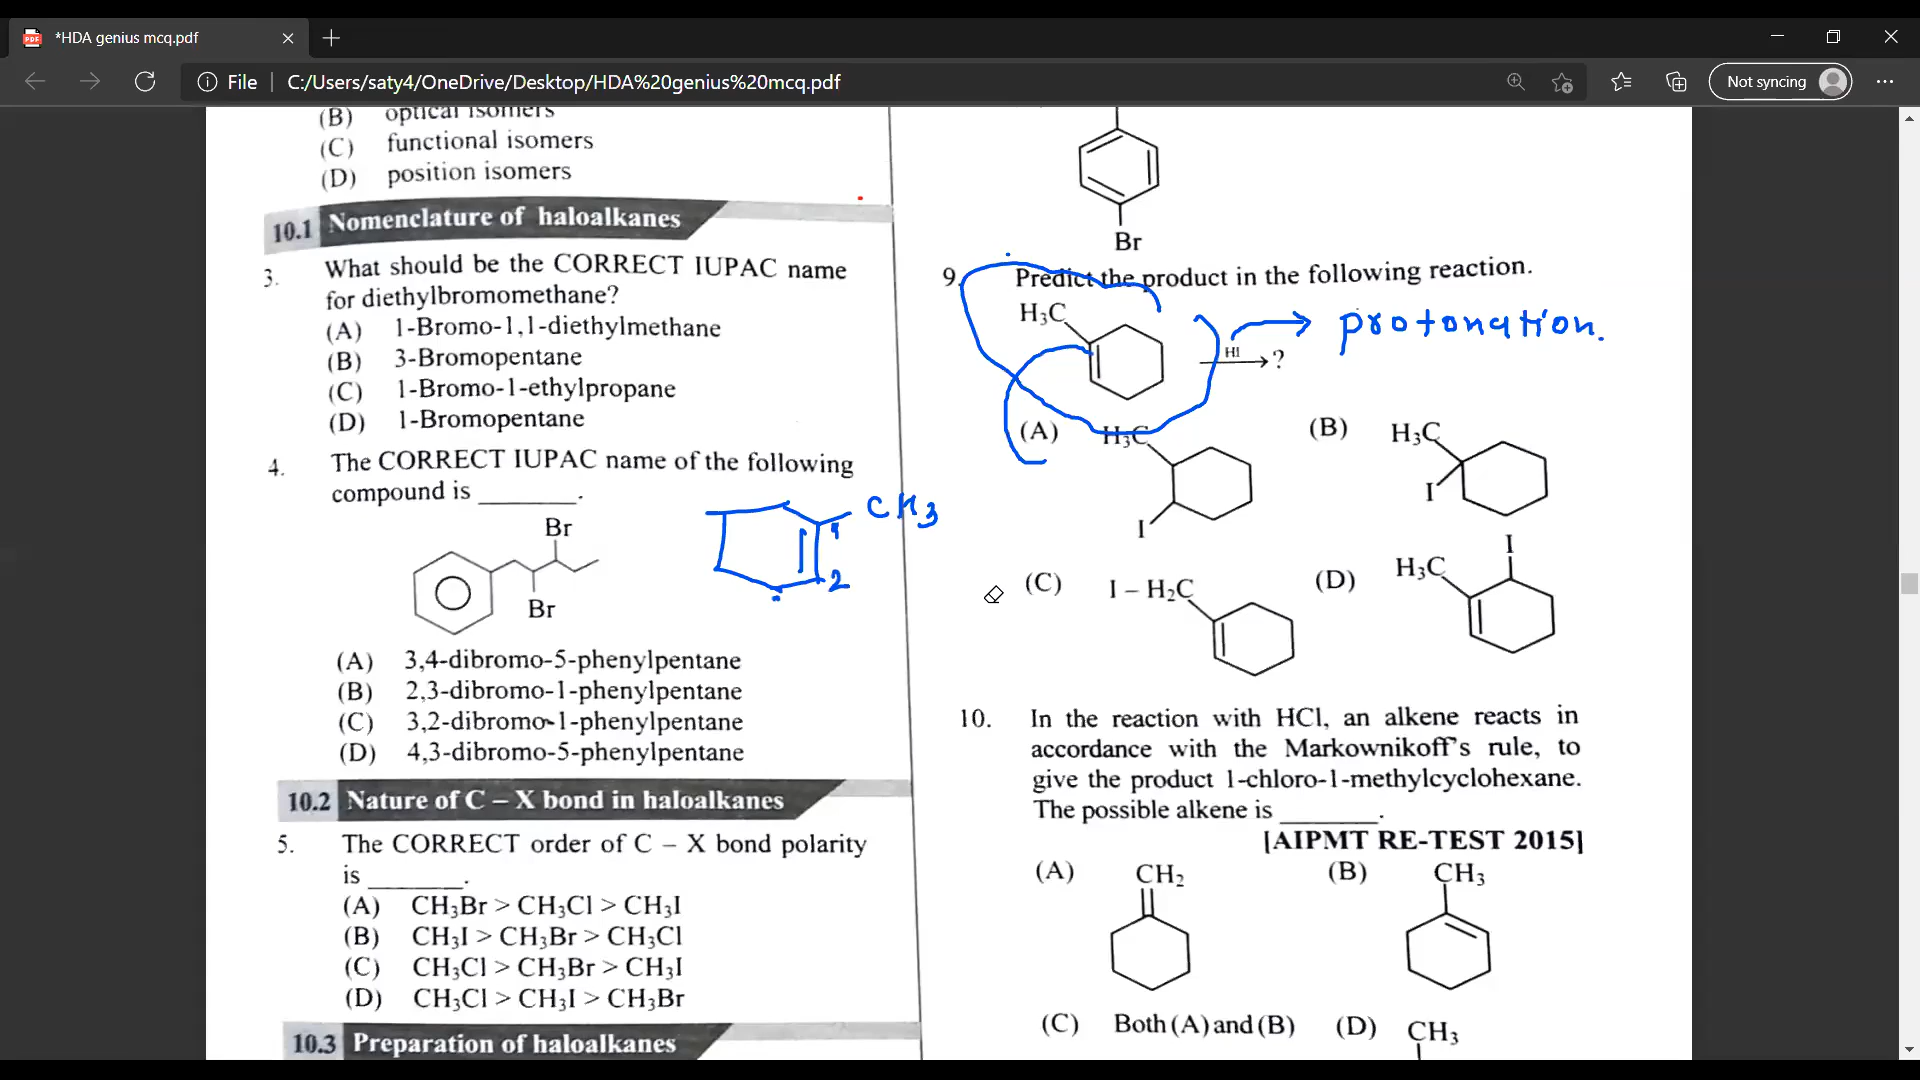 *HDA genius mcq.pdf
File
C:/Users/saty4/OneDrive/Desktop/HDA%20genius%20mcq.pdf
Not syncing
(B) optical isomers
(C) functional isomers
(D) position isomers
10.1 Nomenclature of haloalkanes
3. What should be the CORRECT IUPAC name
for diethylbromomethane?
(A) 1-Bromo-1,1-diethylmethane
(B) 3-Bromopentane
(C) 1-Bromo-1-ethylpropane
(D) 1-Bromopentane
4. The CORRECT IUPAC name of the following
compound is ________.
Br
Br
CH3
1
2
(A) 3,4-dibromo-5-phenylpentane
(B) 2,3-dibromo-1-phenylpentane
(C) 3,2-dibromo-1-phenylpentane
(D) 4,3-dibromo-5-phenylpentane
10.2 Nature of C – X bond in haloalkanes
5. The CORRECT order of C – X bond polarity
is ________.
(A) CH₃Br > CH₃Cl > CH₃I
(B) CH₃I > CH₃Br > CH₃Cl
(C) CH₃Cl > CH₃Br > CH₃I
(D) CH₃Cl > CH₃I > CH₃Br
10.3 Preparation of haloalkanes
Br
9. Predict the product in the following reaction.
H₃C
HI
→ ?
→ protonation.
(A) H₃C
I
(B) H₃C
I
(C) I – H₂C
(D) H₃C
I
10. In the reaction with HCl, an alkene reacts in
accordance with the Markownikoff's rule, to
give the product 1-chloro-1-methylcyclohexane.
The possible alkene is ________.
[AIPMT RE-TEST 2015]
(A) CH₂
(B) CH₃
(C) Both (A) and (B) (D) CH₃